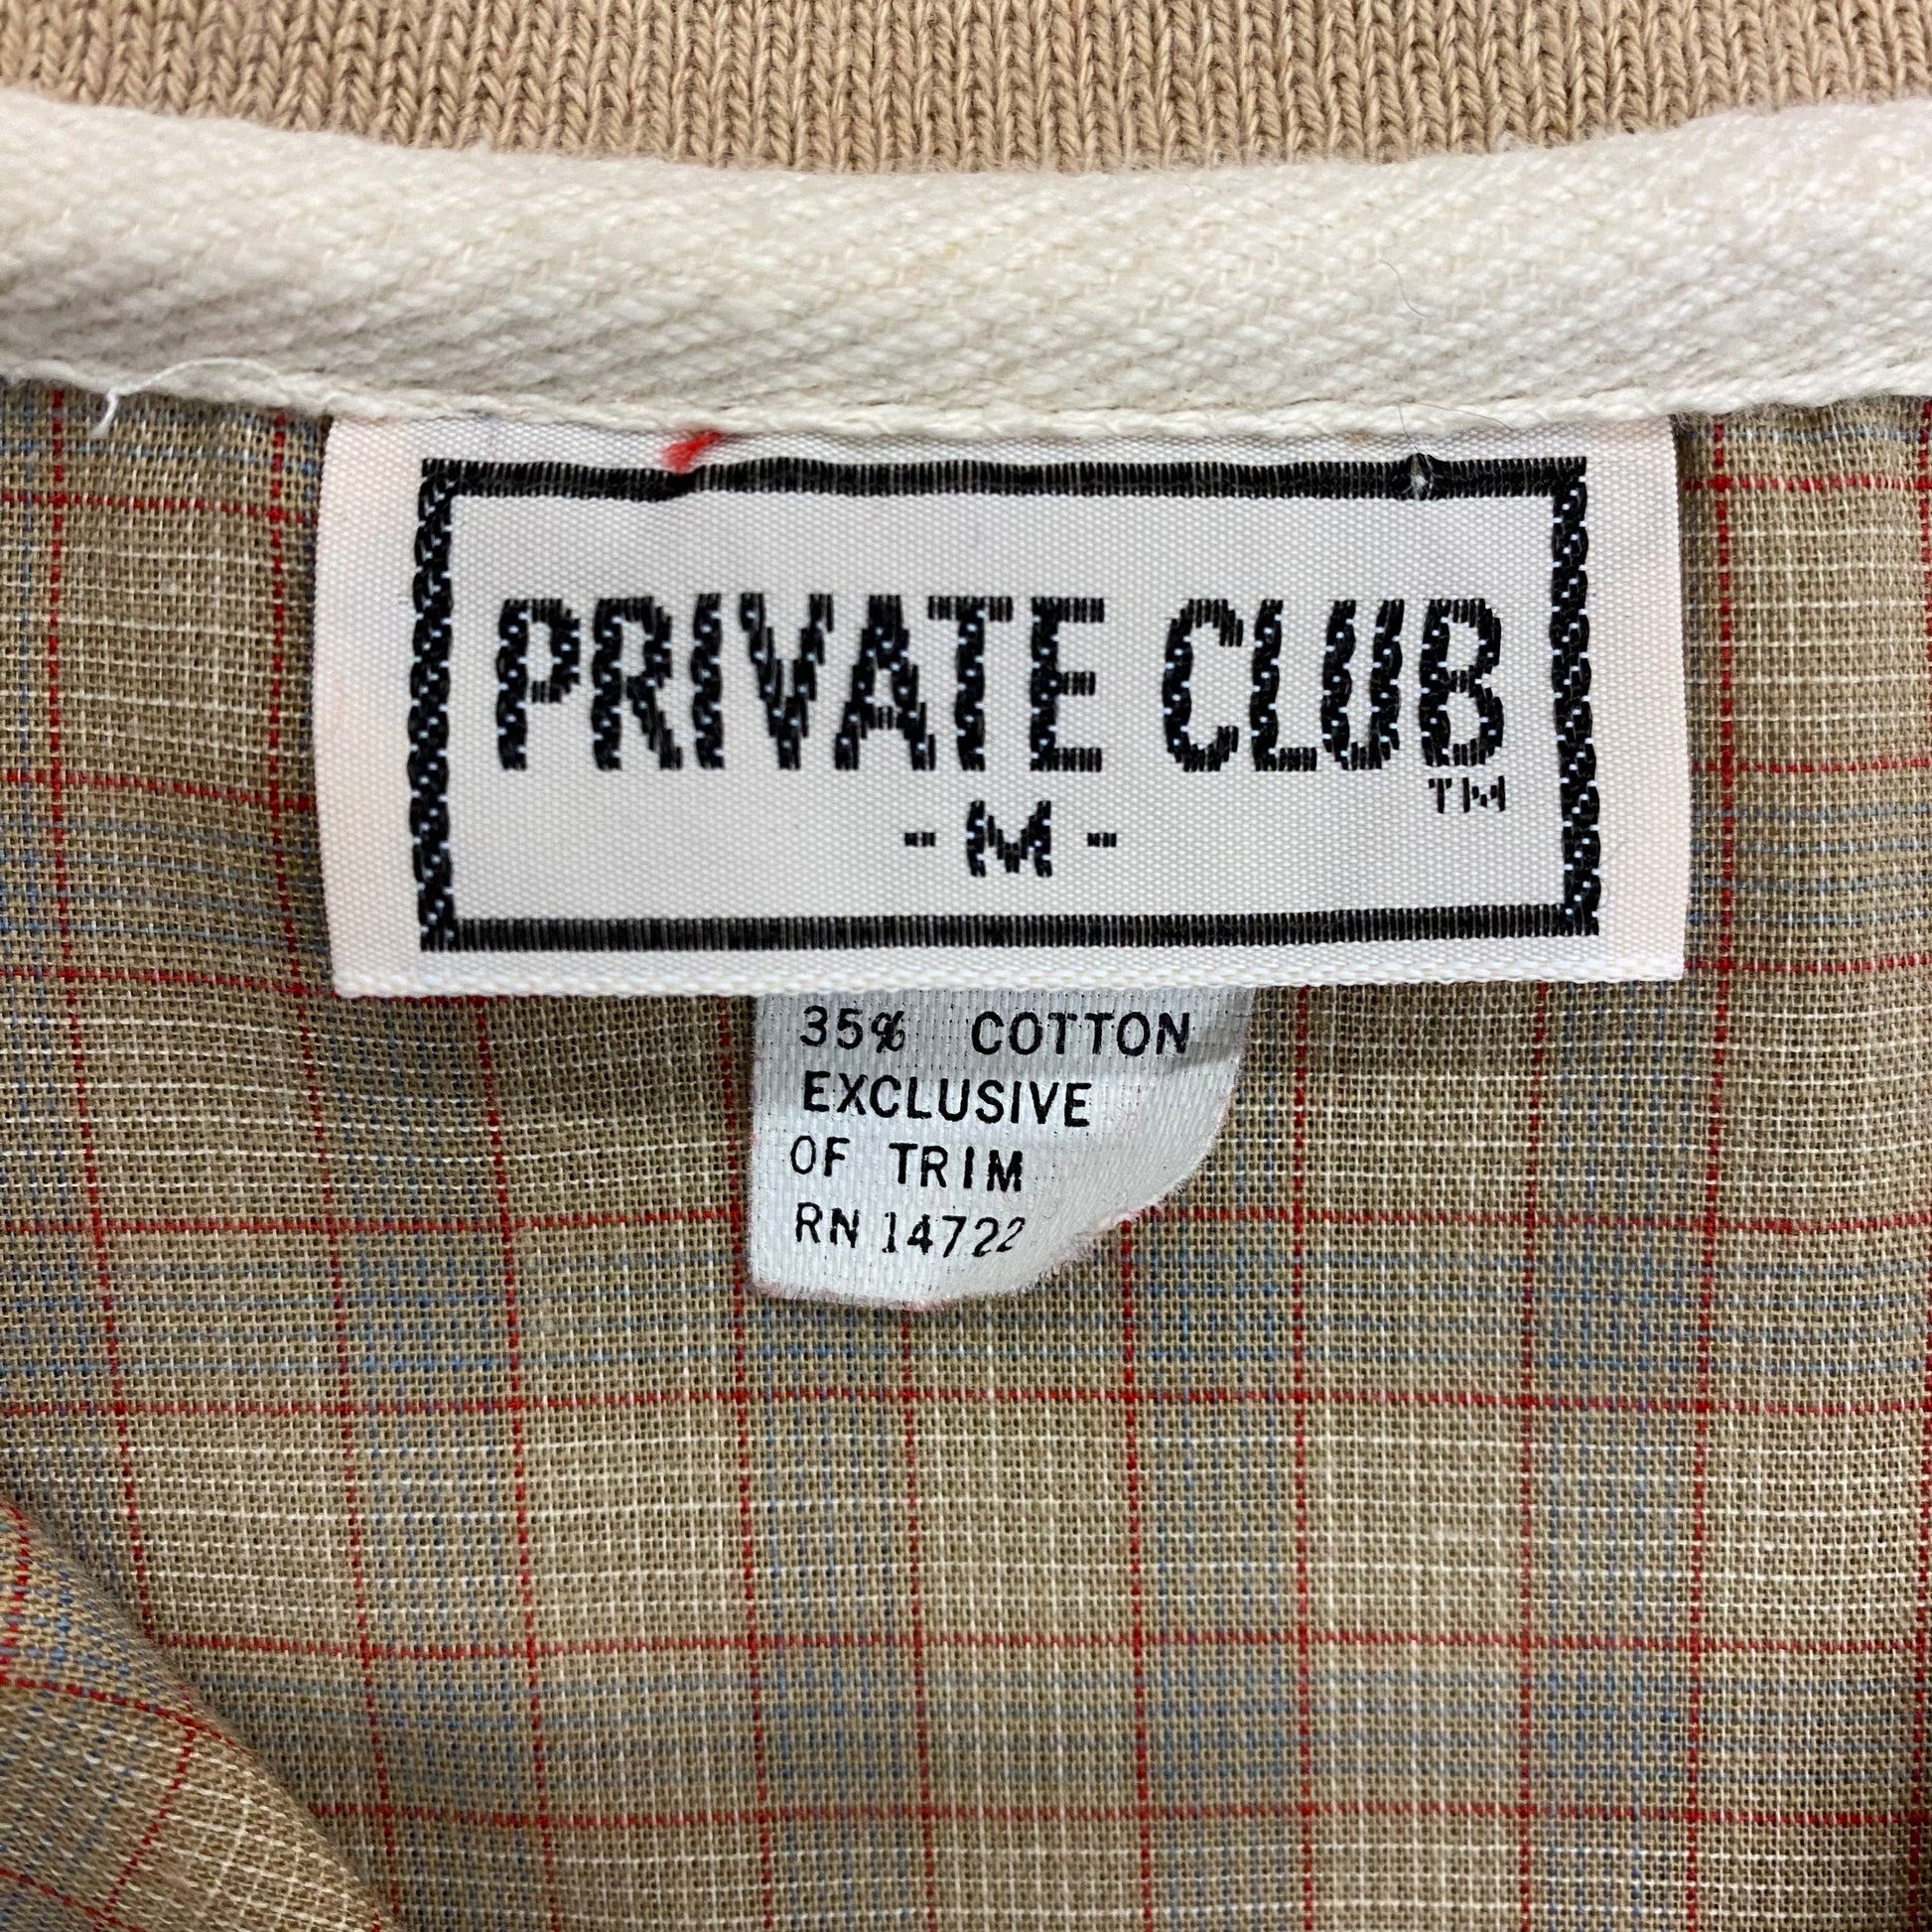 PRIVATE CLUB
TM
- M -
35% COTTON
EXCLUSIVE
OF TRIM
RN 14722